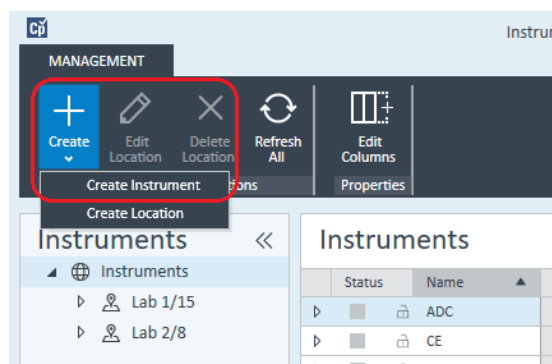 Cp
Instru
MANAGEMENT
Create Edit Location Delete Location Refresh All Edit Columns
Create Instrument ons Properties
Create Location
Instruments Instruments
Instruments Status Name
Lab 1/15 ADC
Lab 2/8 CE